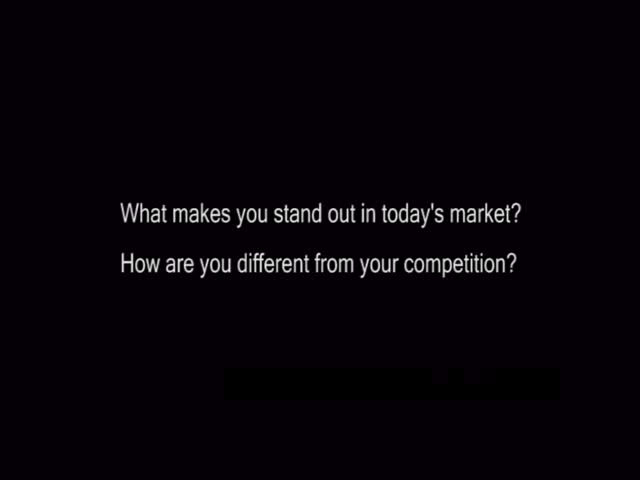 What makes you stand out in today's market?
How are you different from your competition?